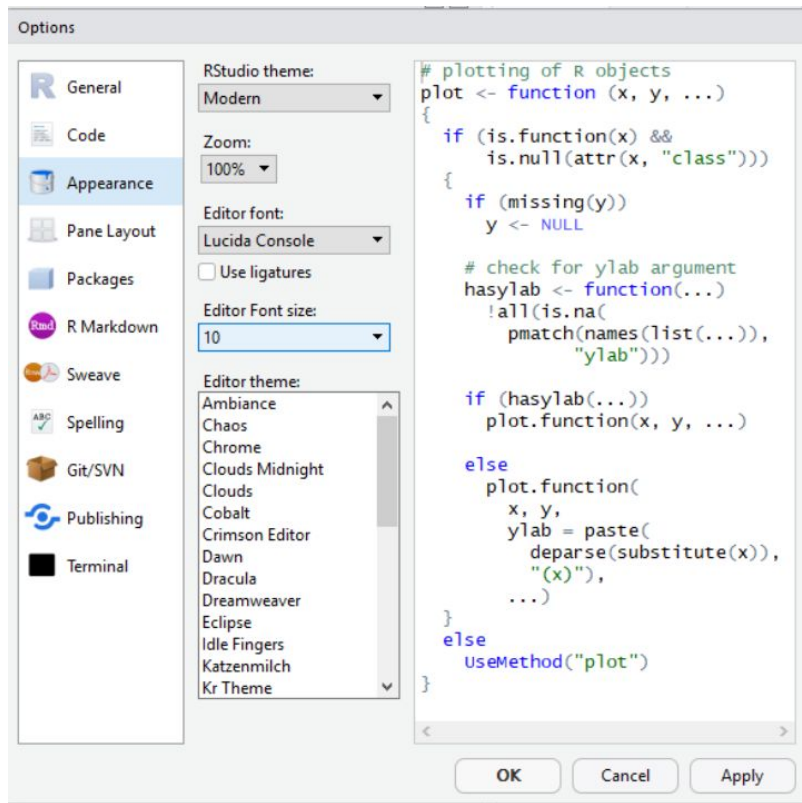 Options
General
Code
Appearance
Pane Layout
Packages
Rmd R Markdown
Sweave
ABC Spelling
Git/SVN
Publishing
Terminal
RStudio theme:
Modern
Zoom:
100%
Editor font:
Lucida Console
Use ligatures
Editor Font size:
10
Editor theme:
Ambiance
Chaos
Chrome
Clouds Midnight
Clouds
Cobalt
Crimson Editor
Dawn
Dracula
Dreamweaver
Eclipse
Idle Fingers
Katzenmilch
Kr Theme
# plotting of R objects
plot <- function (x, y, ...)
{
  if (is.function(x) &&
      is.null(attr(x, "class")))
  {
    if (missing(y))
      y <- NULL

    # check for ylab argument
    hasylab <- function(...)
      !all(is.na(
        pmatch(names(list(...)),
              "ylab")))

    if (hasylab(...))
      plot.function(x, y, ...)

    else
      plot.function(
        x, y,
        ylab = paste(
          deparse(substitute(x)),
          "(x)"),
        ...)
  }
  else
    UseMethod("plot")
}
OK
Cancel
Apply